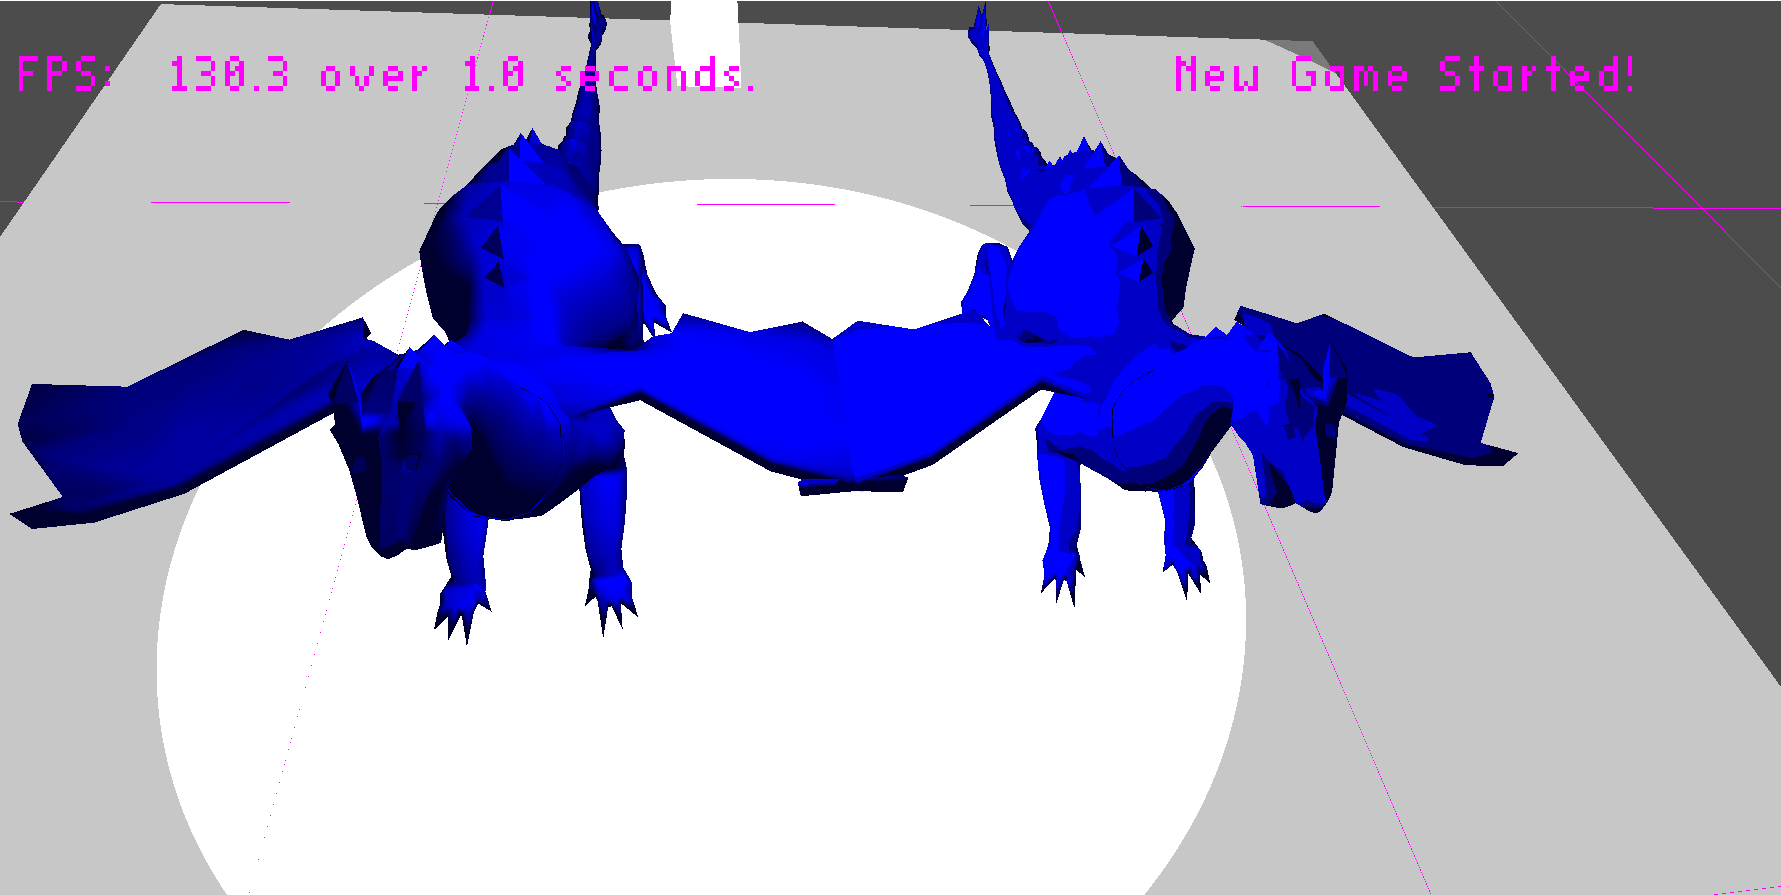 FPS: 130.3 over 1.0 seconds.
New Game Started!